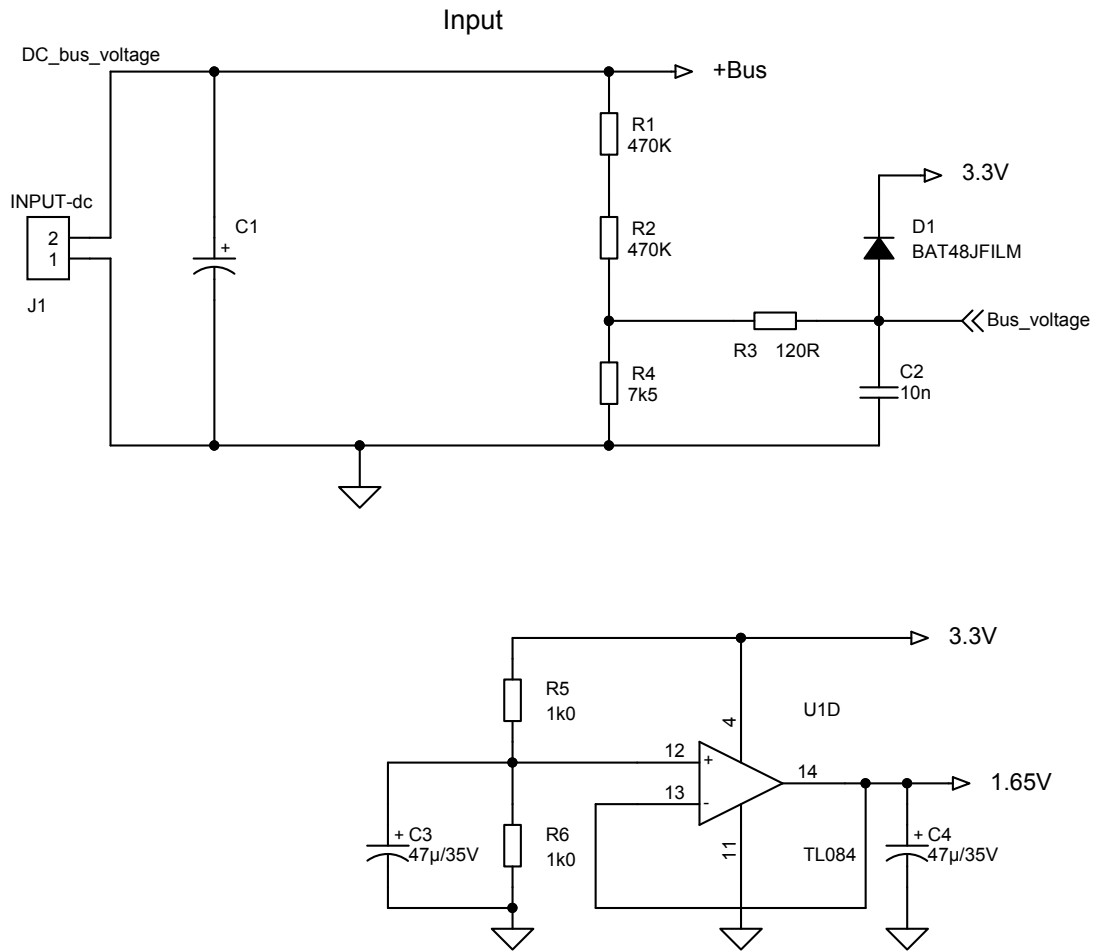 Input
DC_bus_voltage
+Bus
R1
470K
3.3V
INPUT-dc
2
1
J1
C1
+
R2
470K
D1
BAT48JFILM
Bus_voltage
R3 120R
R4
7k5
C2
10n
3.3V
R5
1k0
U1D
4
12
+
13
-
14
1.65V
11
TL084
+
C3
47µ/35V
R6
1k0
+
C4
47µ/35V